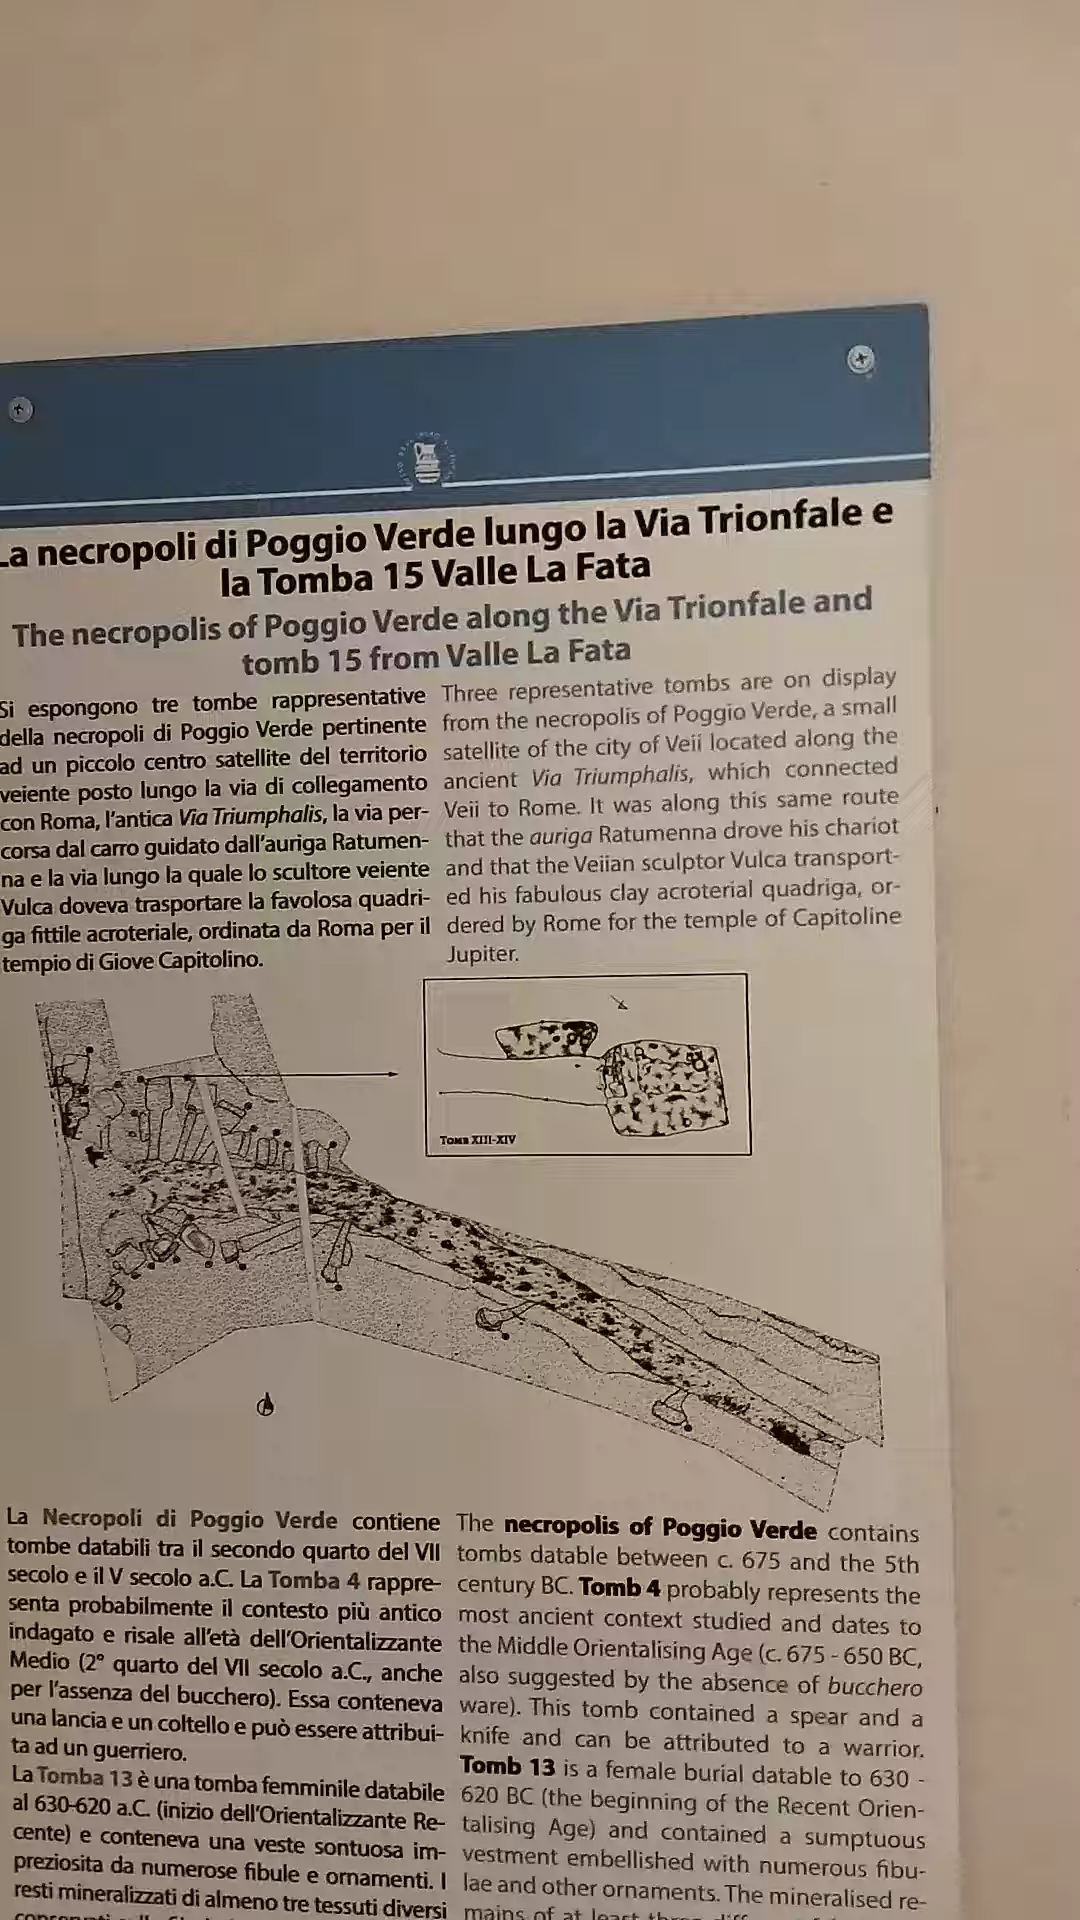 La necropoli di Poggio Verde lungo la Via Trionfale e
la Tomba 15 Valle La Fata
The necropolis of Poggio Verde along the Via Trionfale and
tomb 15 from Valle La Fata
Si espongono tre tombe rappresentative
della necropoli di Poggio Verde pertinente
ad un piccolo centro satellite del territorio
veiente posto lungo la via di collegamento
con Roma, l'antica Via Triumphalis, la via per-
corsa dal carro guidato dall'auriga Ratumen-
na e la via lungo la quale lo scultore veiente
Vulca doveva trasportare la favolosa quadri-
ga fittile acroteriale, ordinata da Roma per il
tempio di Giove Capitolino.
Three representative tombs are on display
from the necropolis of Poggio Verde, a small
satellite of the city of Veii located along the
ancient Via Triumphalis, which connected
Veii to Rome. It was along this same route
that the auriga Ratumenna drove his chariot
and that the Veiian sculptor Vulca transport-
ed his fabulous clay acroterial quadriga, or-
dered by Rome for the temple of Capitoline
Jupiter.
TOMB XIII-XIV
La Necropoli di Poggio Verde contiene
tombe databili tra il secondo quarto del VII
secolo e il V secolo a.C. La Tomba 4 rappre-
senta probabilmente il contesto più antico
indagato e risale all'età dell'Orientalizzante
Medio (2° quarto del VII secolo a.C., anche
per l'assenza del bucchero). Essa conteneva
una lancia e un coltello e può essere attribui-
ta ad un guerriero.
La Tomba 13 è una tomba femminile databile
al 630-620 a.C. (inizio dell'Orientalizzante Re-
cente) e conteneva una veste sontuosa im-
preziosita da numerose fibule e ornamenti. I
resti mineralizzati di almeno tre tessuti diversi
The necropolis of Poggio Verde contains
tombs datable between c. 675 and the 5th
century BC. Tomb 4 probably represents the
most ancient context studied and dates to
the Middle Orientalising Age (c. 675 - 650 BC,
also suggested by the absence of bucchero
ware). This tomb contained a spear and a
knife and can be attributed to a warrior.
Tomb 13 is a female burial datable to 630 -
620 BC (the beginning of the Recent Orien-
talising Age) and contained a sumptuous
vestment embellished with numerous fibu-
lae and other ornaments. The mineralised re-
mains of at least three